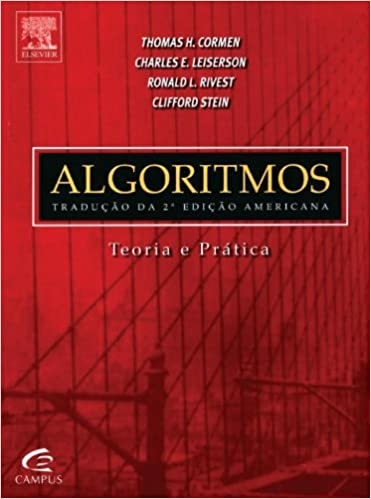 ELSEVIER
THOMAS H. CORMEN
CHARLES E. LEISERSON
RONALD L. RIVEST
CLIFFORD STEIN
ALGORITMOS
TRADUÇÃO DA 2ª EDIÇÃO AMERICANA
Teoria e Prática
CAMPUS